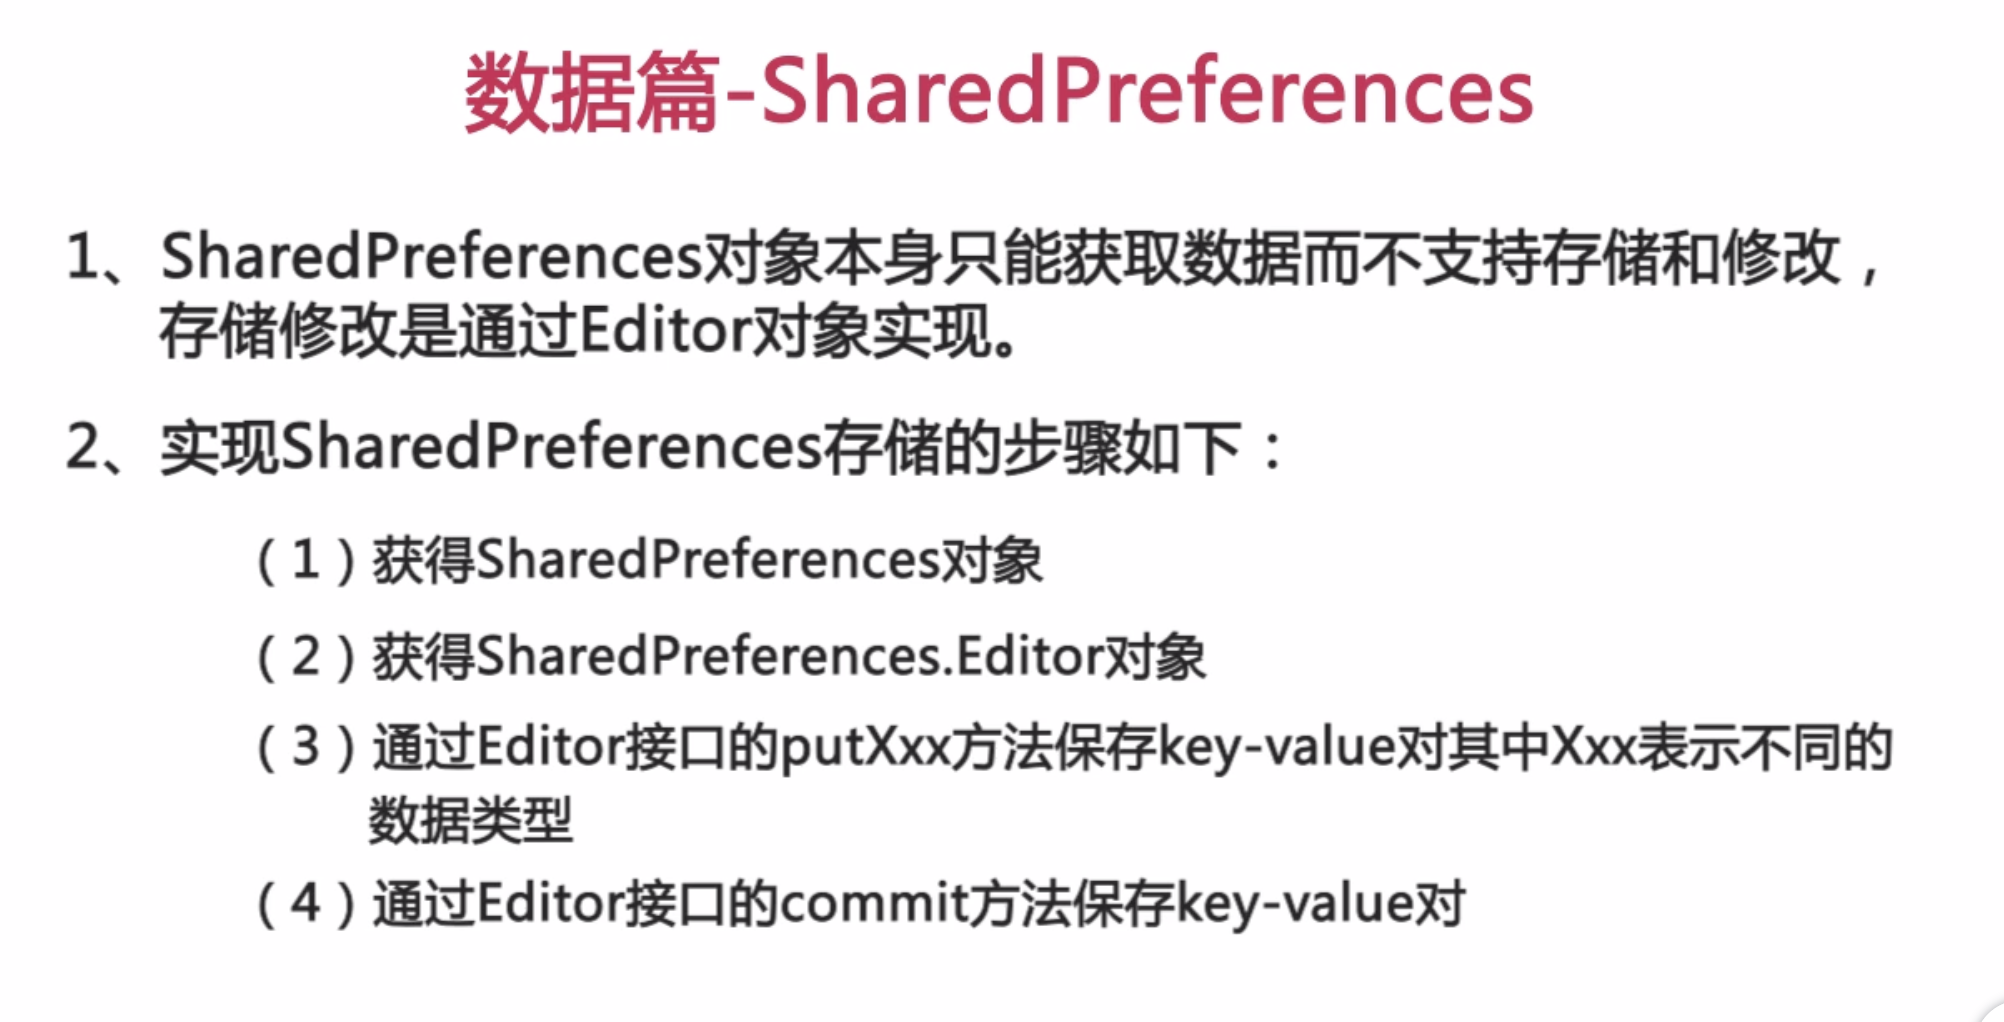 数据篇-SharedPreferences
1、SharedPreferences对象本身只能获取数据而不支持存储和修改，
存储修改是通过Editor对象实现。
2、实现SharedPreferences存储的步骤如下：
（1）获得SharedPreferences对象
（2）获得SharedPreferences.Editor对象
（3）通过Editor接口的putXxx方法保存key-value对其中Xxx表示不同的
数据类型
（4）通过Editor接口的commit方法保存key-value对